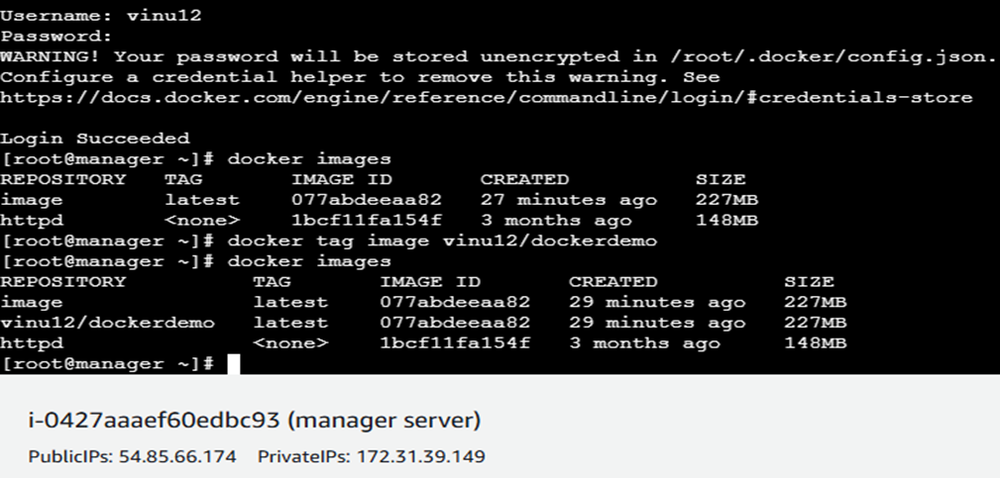 Username: vinu12
Password:
WARNING! Your password will be stored unencrypted in /root/.docker/config.json.
Configure a credential helper to remove this warning. See
https://docs.docker.com/engine/reference/commandline/login/#credentials-store
Login Succeeded
[root@manager ~]# docker images
REPOSITORY TAG IMAGE ID CREATED SIZE
image latest 077abdeeaa82 27 minutes ago 227MB
httpd <none> 1bcf11fa154f 3 months ago 148MB
[root@manager ~]# docker tag image vinu12/dockerdemo
[root@manager ~]# docker images
REPOSITORY TAG IMAGE ID CREATED SIZE
image latest 077abdeeaa82 29 minutes ago 227MB
vinu12/dockerdemo latest 077abdeeaa82 29 minutes ago 227MB
httpd <none> 1bcf11fa154f 3 months ago 148MB
[root@manager ~]#
i-0427aaaef60edbc93 (manager server)
PublicIPs: 54.85.66.174 PrivateIPs: 172.31.39.149